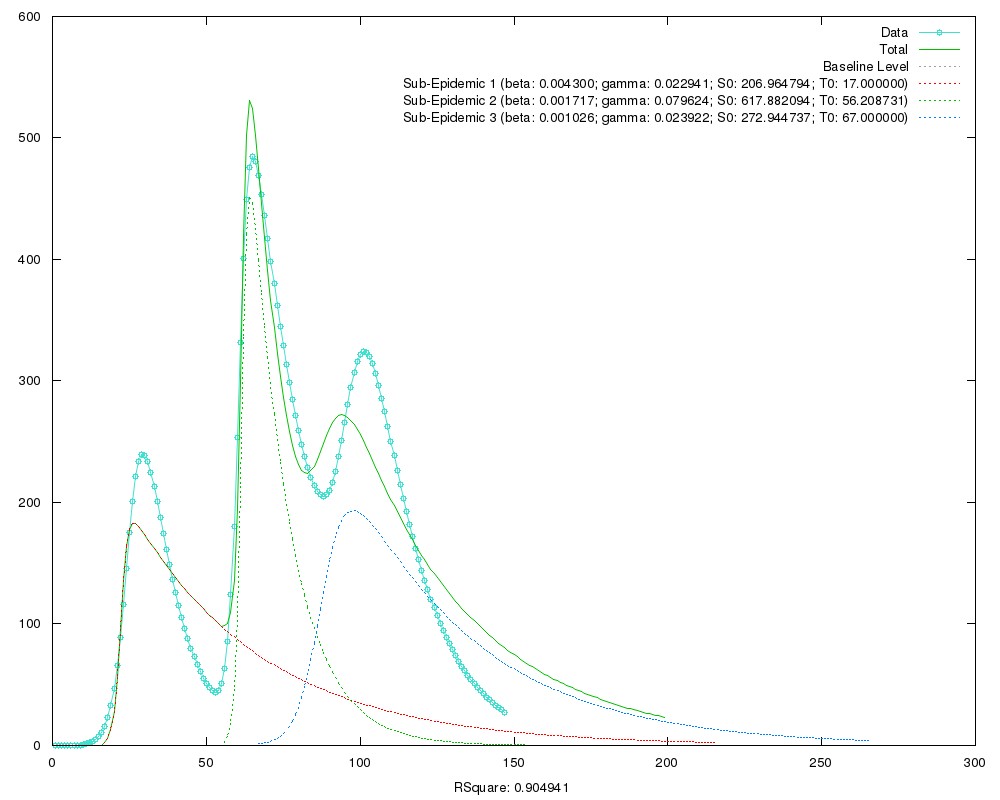 600
500
400
300
200
100
0
Data
Total
Baseline Level
Sub-Epidemic 1 (beta: 0.004300; gamma: 0.022941; S0: 206.964794; T0: 17.000000)
Sub-Epidemic 2 (beta: 0.001717; gamma: 0.079624; S0: 617.882094; T0: 56.208731)
Sub-Epidemic 3 (beta: 0.001026; gamma: 0.023922; S0: 272.944737; T0: 67.000000)
0 50 100 150 200 250 300
RSquare: 0.904941